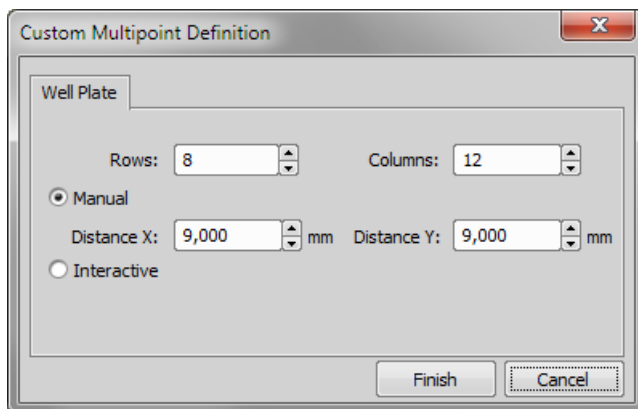 Custom Multipoint Definition
Well Plate
Rows: 8 Columns: 12
Manual
Distance X: 9,000 mm Distance Y: 9,000 mm
Interactive
Finish Cancel